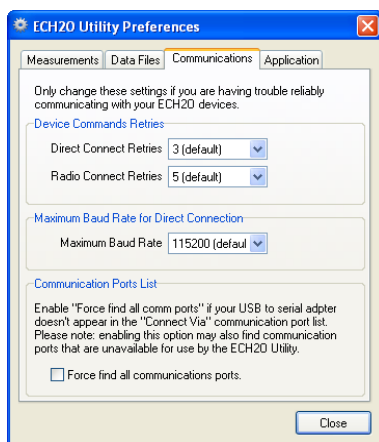 ECH2O Utility Preferences
Measurements Data Files Communications Application
Only change these settings if you are having trouble reliably
communicating with your ECH2O devices.
Device Commands Retries
Direct Connect Retries 3 (default)
Radio Connect Retries 5 (default)
Maximum Baud Rate for Direct Connection
Maximum Baud Rate 115200 (defaul
Communication Ports List
Enable "Force find all comm ports" if your USB to serial adpter
doesn't appear in the "Connect Via" communication port list.
Please note: enabling this option may also find communication
ports that are unavailable for use by the ECH2O Utility.
Force find all communications ports.
Close